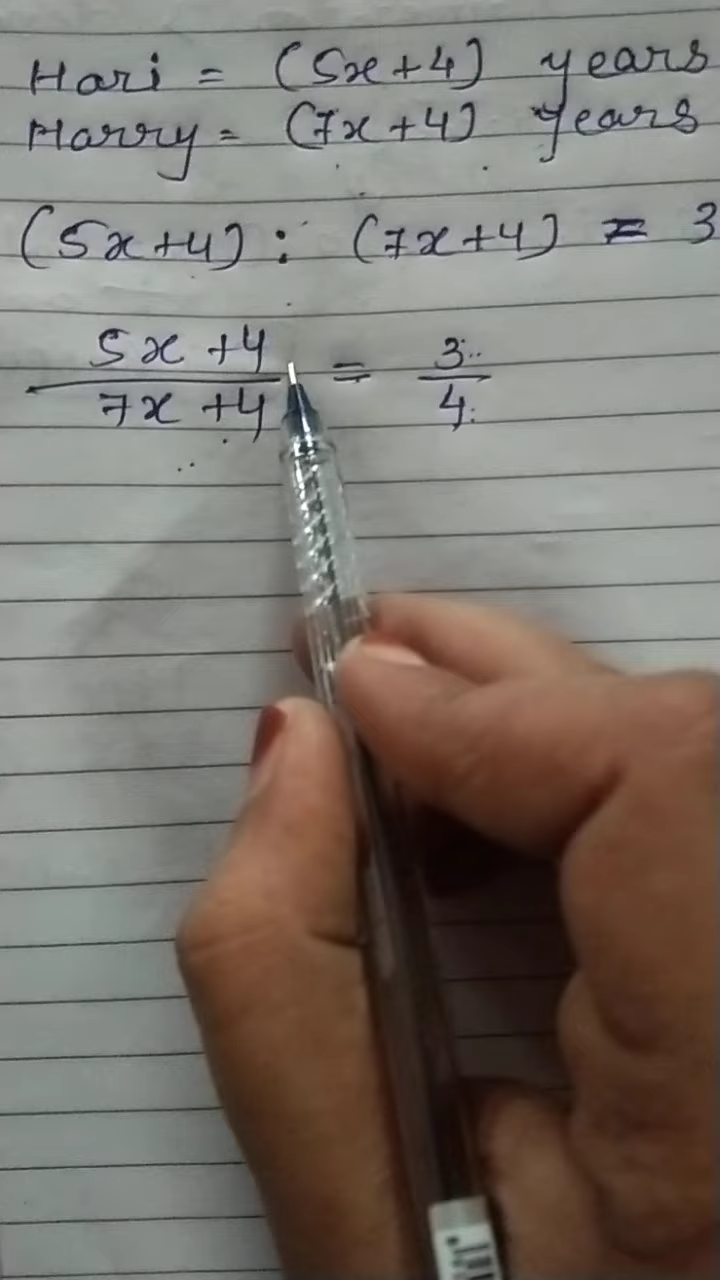 Hari = (5x+4) years
Harry = (7x+4) years
(5x+4) : (7x+4) = 3
5x+4 = 3
7x+4 4